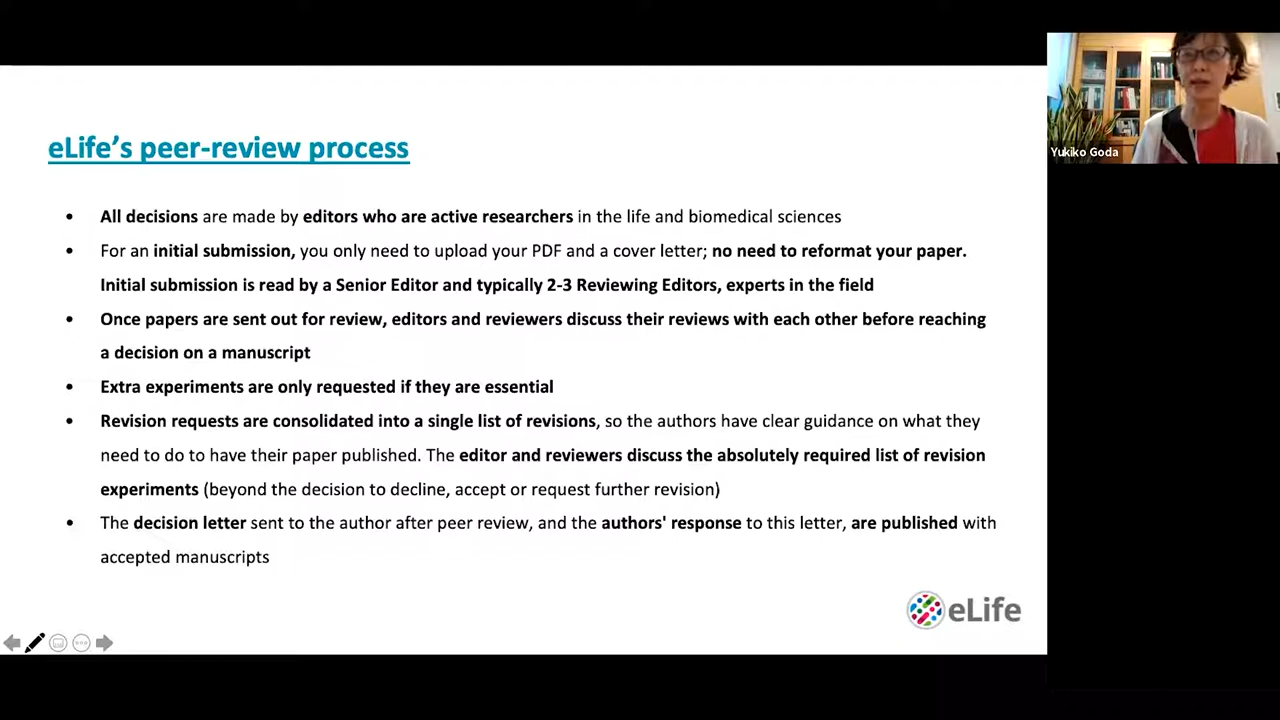 eLife’s peer-review process
• All decisions are made by editors who are active researchers in the life and biomedical sciences
• For an initial submission, you only need to upload your PDF and a cover letter; no need to reformat your paper.
Initial submission is read by a Senior Editor and typically 2-3 Reviewing Editors, experts in the field
• Once papers are sent out for review, editors and reviewers discuss their reviews with each other before reaching
a decision on a manuscript
• Extra experiments are only requested if they are essential
• Revision requests are consolidated into a single list of revisions, so the authors have clear guidance on what they
need to do to have their paper published. The editor and reviewers discuss the absolutely required list of revision
experiments (beyond the decision to decline, accept or request further revision)
• The decision letter sent to the author after peer review, and the authors' response to this letter, are published with
accepted manuscripts
eLife
Yukiko Goda